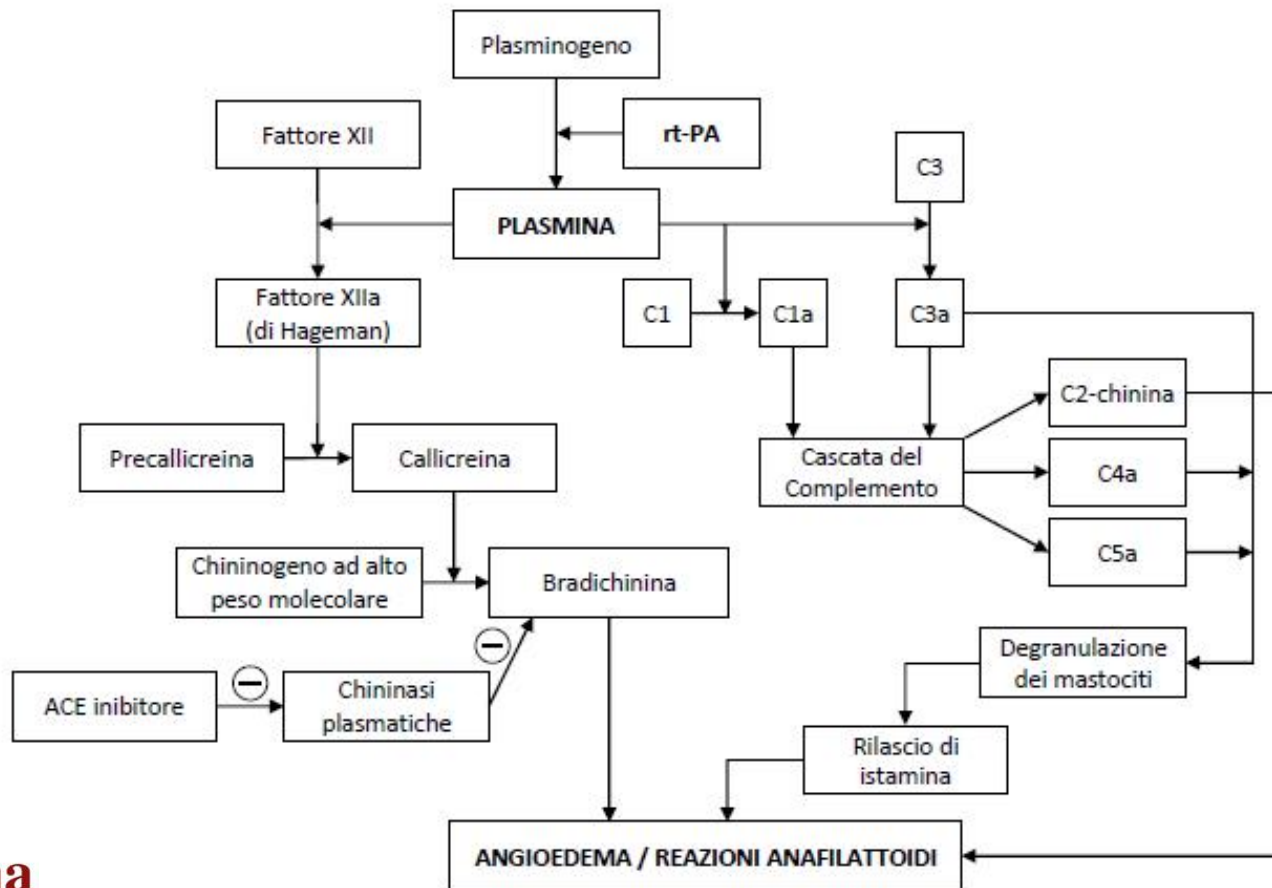 Plasminogeno
Fattore XII
rt-PA
C3
PLASMINA
Fattore XIIa
(di Hageman)
C1
C1a
C3a
C2-chinina
Precallicreina
Callicreina
Cascata del
Complemento
C4a
C5a
Chininogeno ad alto
peso molecolare
Bradichinina
Degranulazione
dei mastociti
ACE inibitore
Chininasi
plasmatiche
Rilascio di
istamina
ANGIOEDEMA / REAZIONI ANAFILATTOIDI